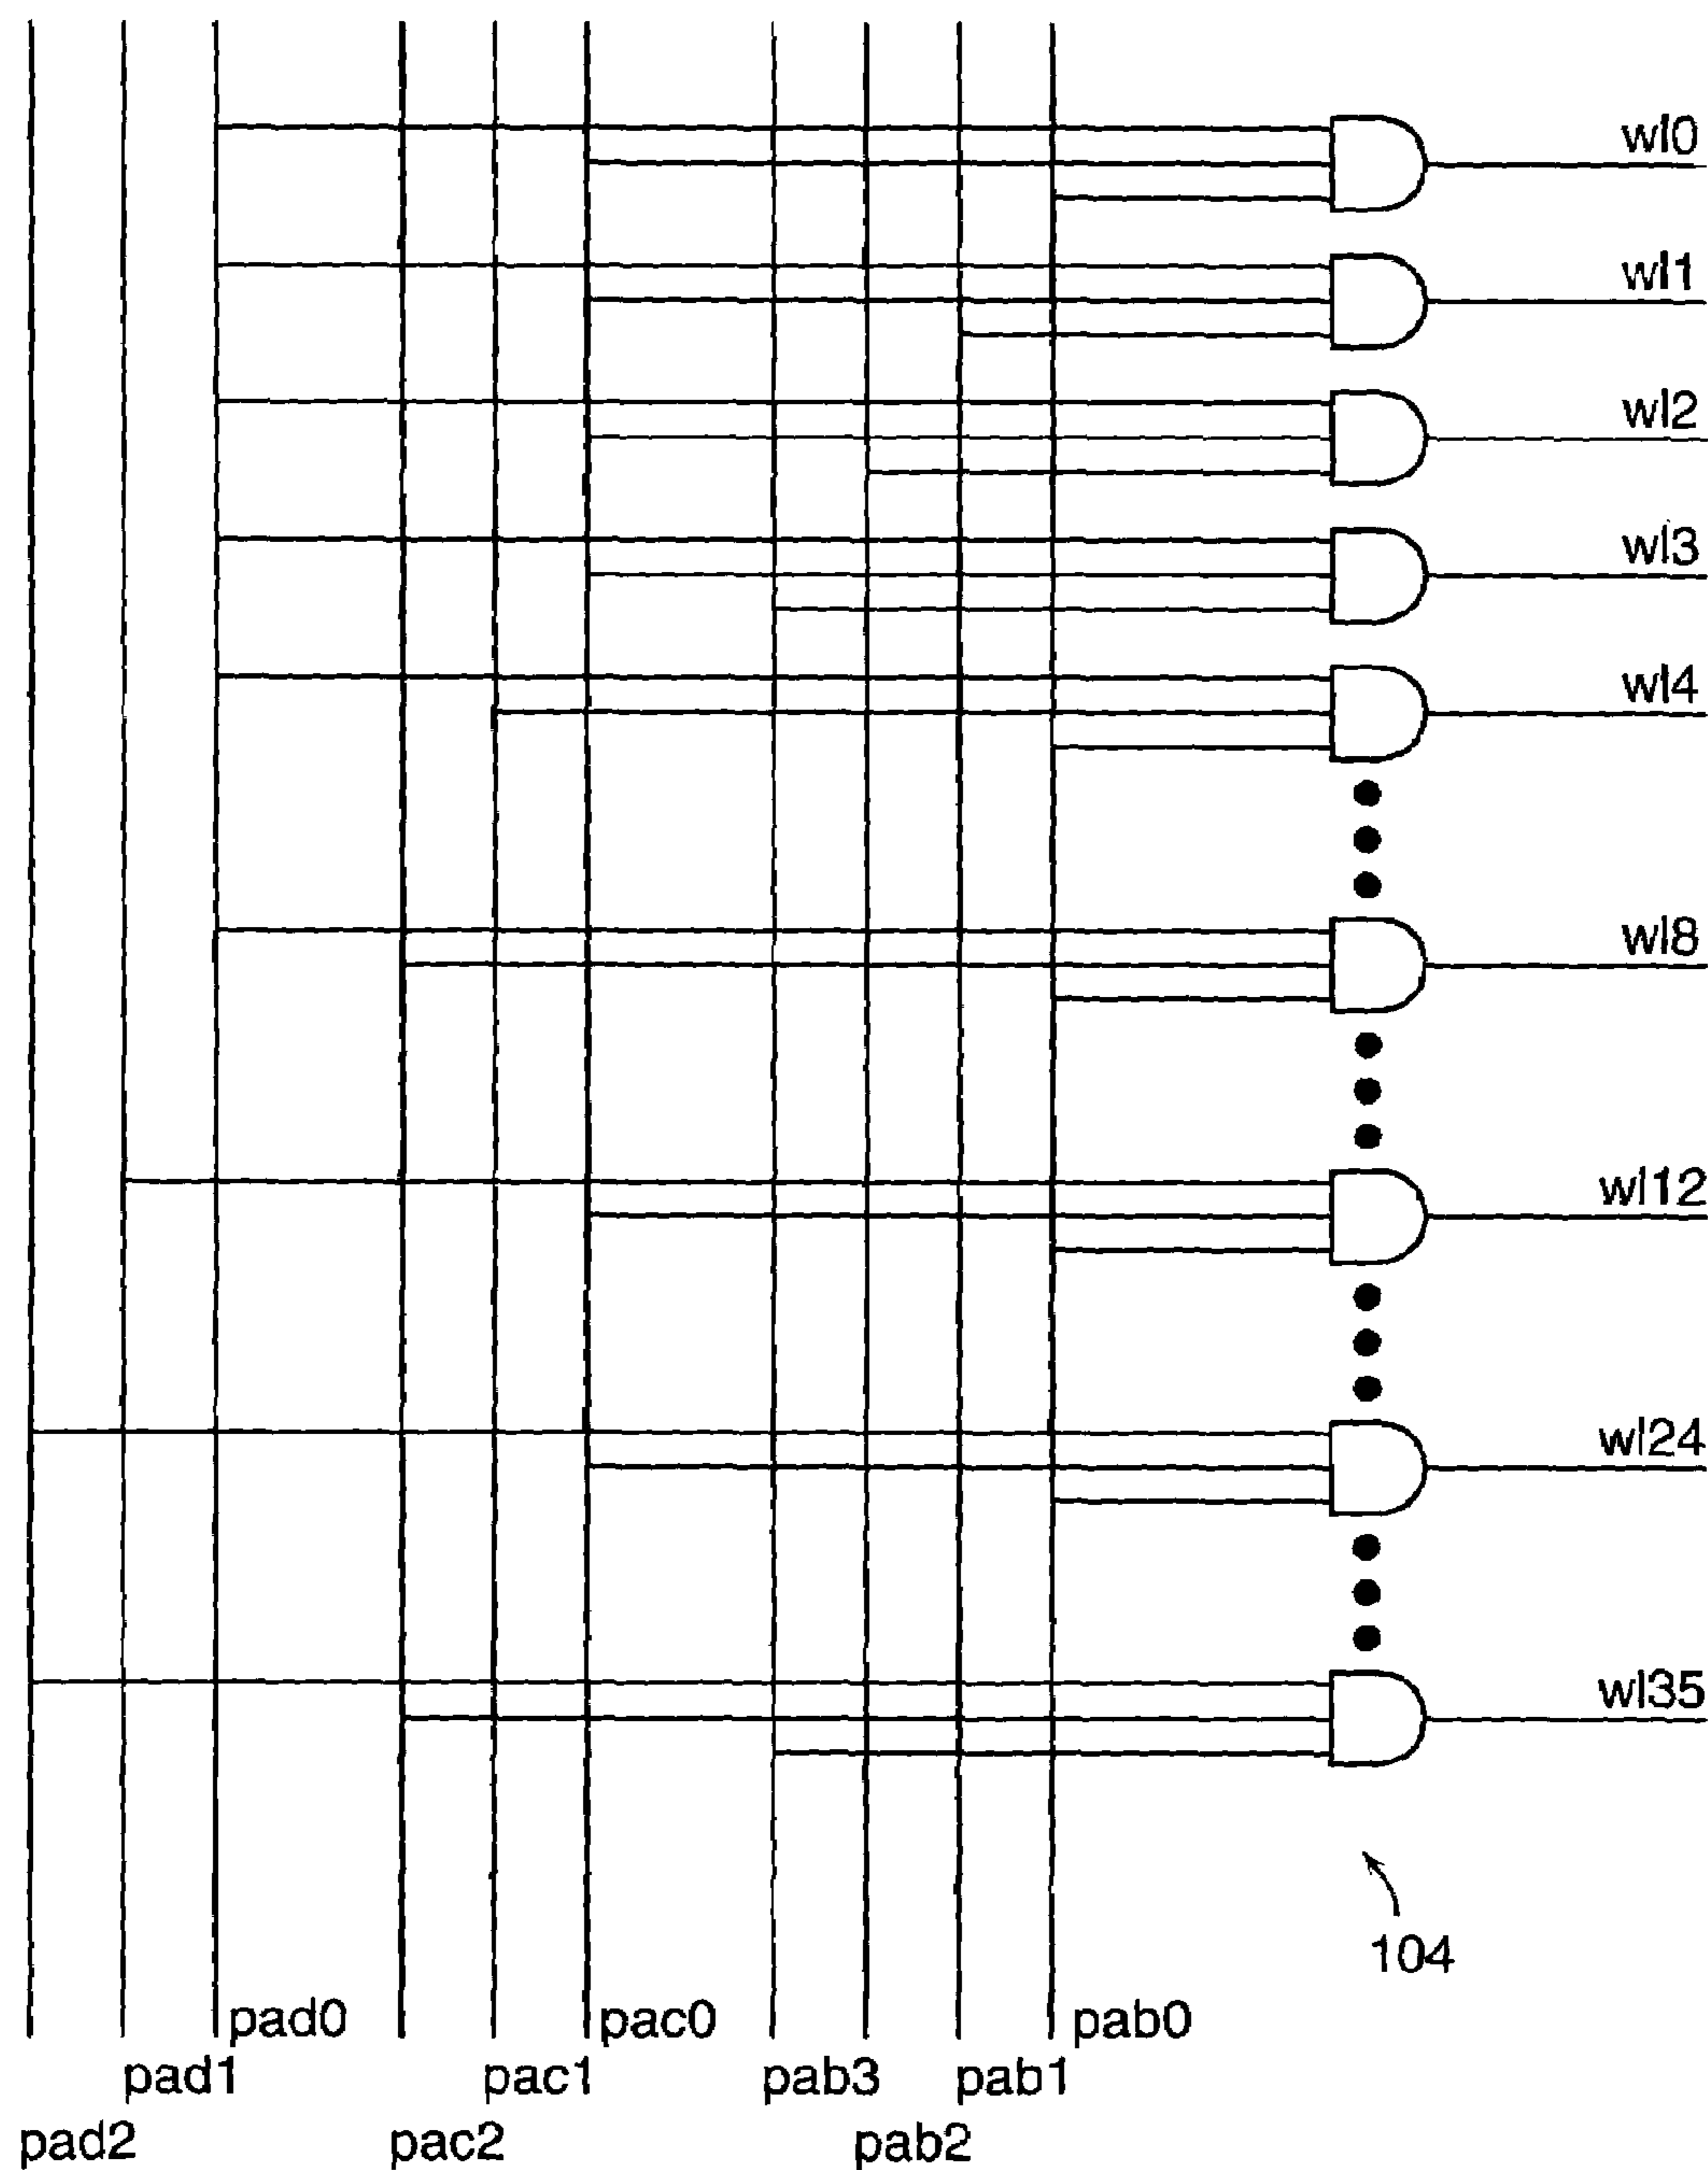 wl0
wl1
wl2
wl3
wl4
wl8
wl12
wl24
wl35
104
pad0 pac0 pab0
pad1 pac1 pab3 pab1
pad2 pac2 pab2